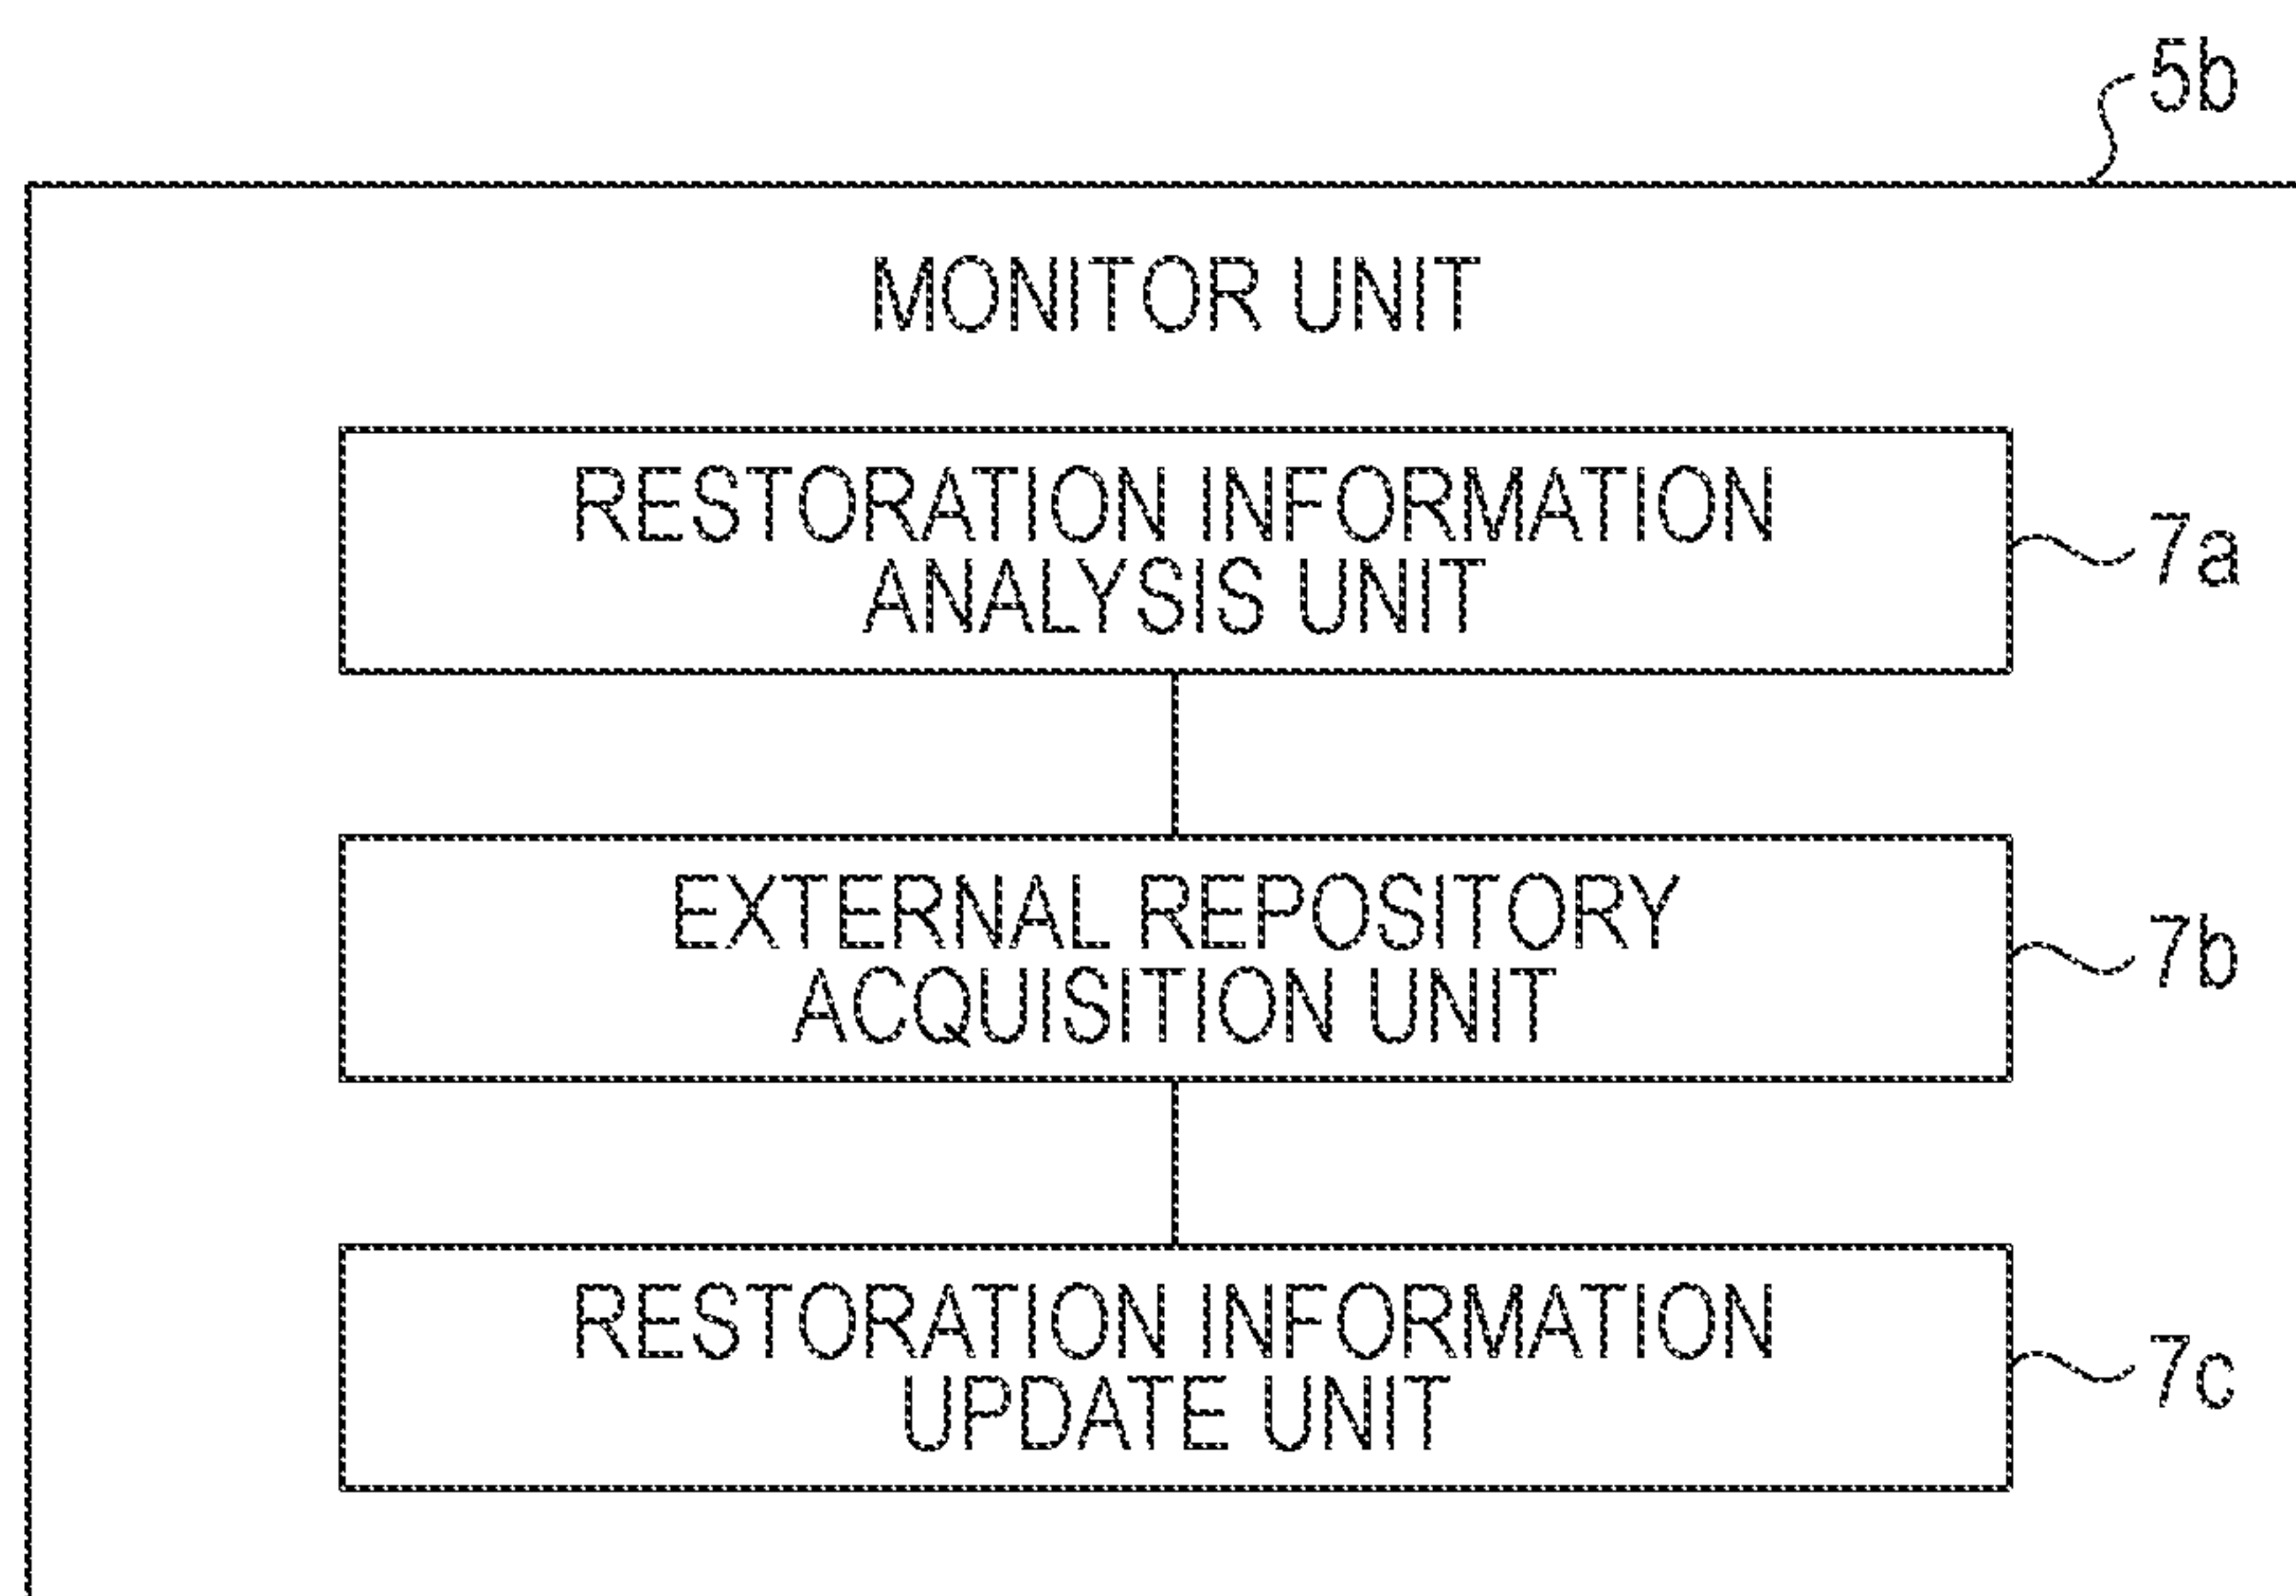 5b
MONITOR UNIT
RESTORATION INFORMATION
ANALYSIS UNIT
7a
EXTERNAL REPOSITORY
ACQUISITION UNIT
7b
RESTORATION INFORMATION
UPDATE UNIT
7c